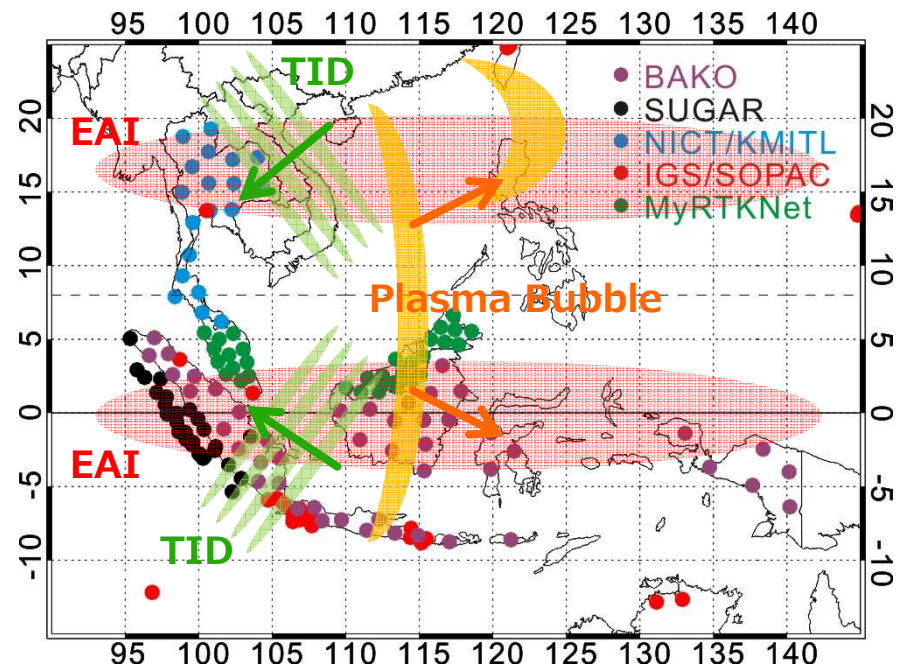 95 100 105 110 115 120 125 130 135 140
TID
BAKO
SUGAR
EAI
NICT/KMITL
IGS/SOPAC
MyRTKNet
Plasma Bubble
EAI
TID
20 15 10 5 0 -5 -10
20 15 10 5 0 -5 -10
95 100 105 110 115 120 125 130 135 140